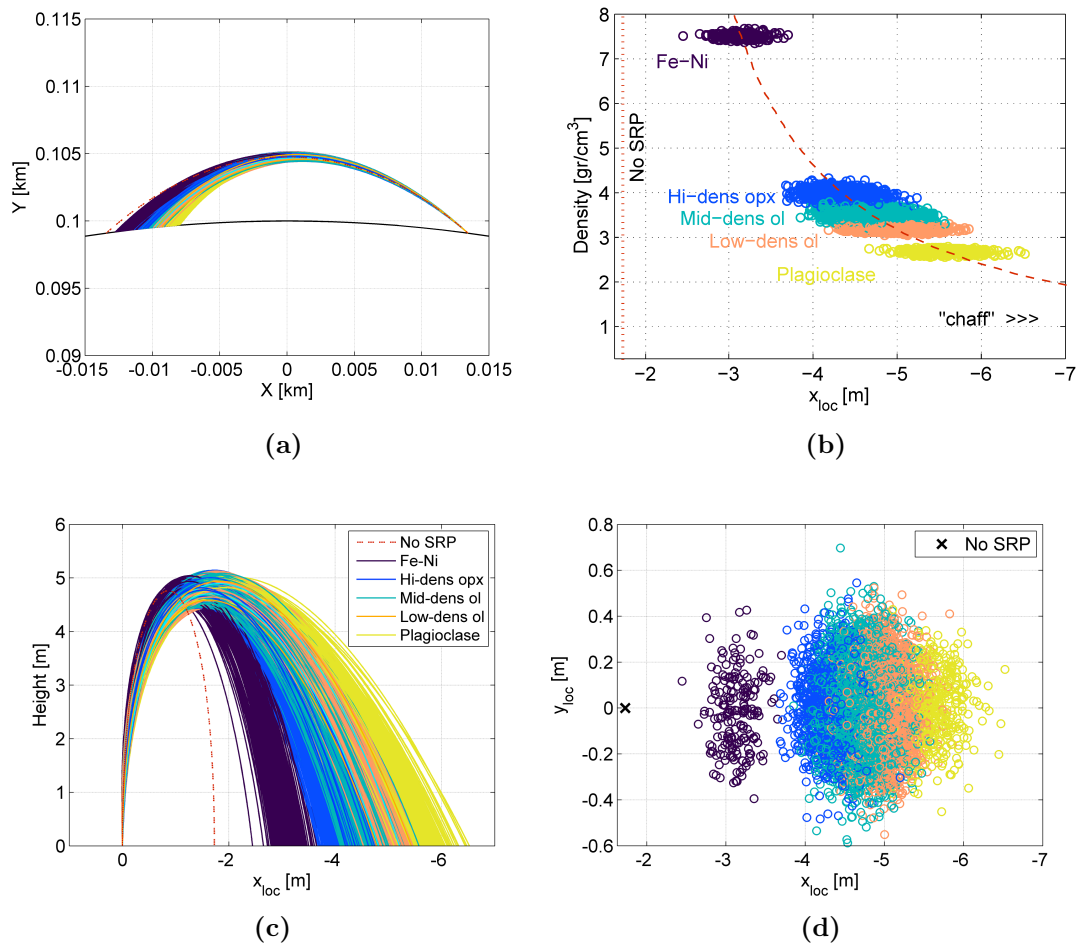 0.115
0.11
0.105
0.1
0.095
0.09
Y [km]
-0.015 -0.01 -0.005 0 0.005 0.01 0.015
X [km]
(a)
8
7
6
5
4
3
2
1
Density [gr/cm³]
No SRP
Fe−Ni
Hi−dens opx
Mid−dens ol
Low−dens ol
Plagioclase
"chaff" >>>
−2 −3 −4 −5 −6 −7
x_loc [m]
(b)
6
5
4
3
2
1
0
Height [m]
No SRP
Fe-Ni
Hi-dens opx
Mid-dens ol
Low-dens ol
Plagioclase
0 -2 -4 -6
x_loc [m]
(c)
0.8
0.6
0.4
0.2
0
-0.2
-0.4
-0.6
y_loc [m]
No SRP
-2 -3 -4 -5 -6 -7
x_loc [m]
(d)